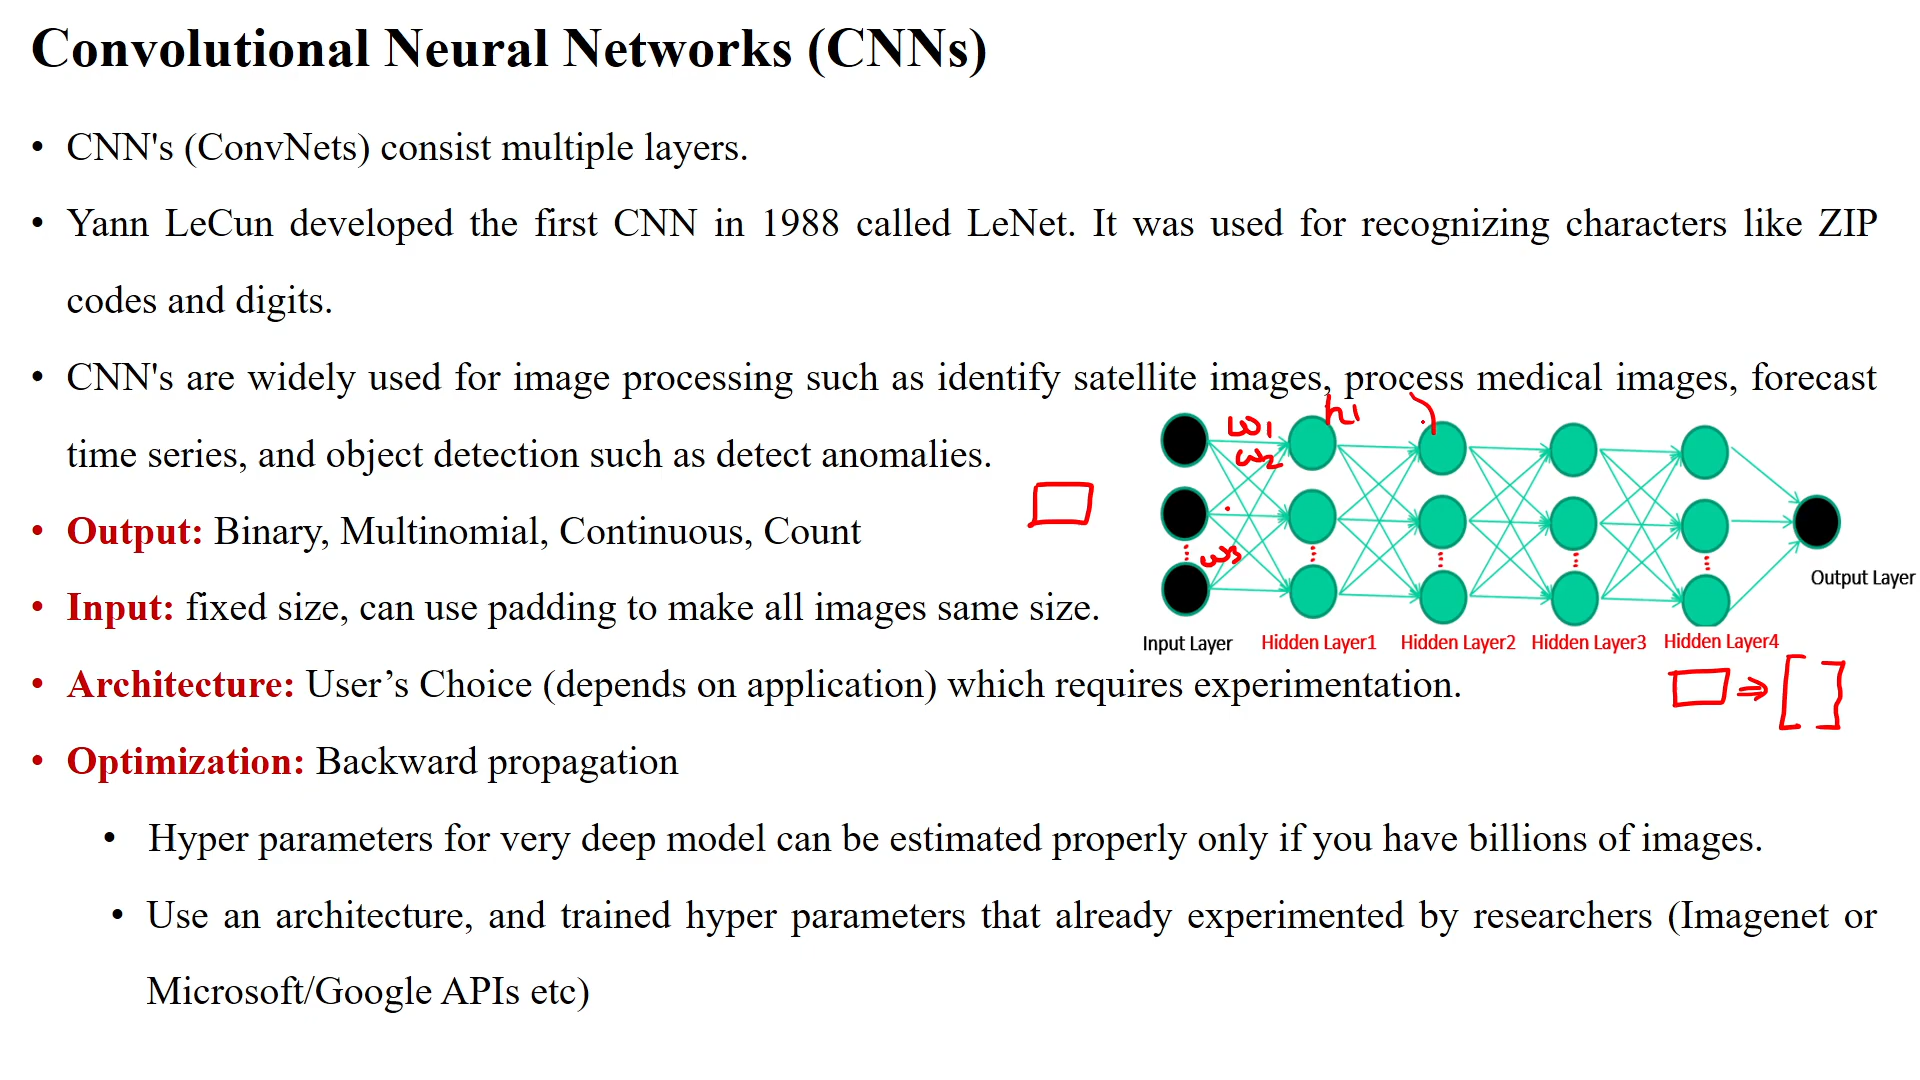 Convolutional Neural Networks (CNNs)
• CNN's (ConvNets) consist multiple layers.
• Yann LeCun developed the first CNN in 1988 called LeNet. It was used for recognizing characters like ZIP
codes and digits.
• CNN's are widely used for image processing such as identify satellite images, process medical images, forecast
time series, and object detection such as detect anomalies.
• Output: Binary, Multinomial, Continuous, Count
• Input: fixed size, can use padding to make all images same size.
ω1
ω2
ω3
h1
Output Layer
Input Layer
Hidden Layer1
Hidden Layer2
Hidden Layer3
Hidden Layer4
• Architecture: User’s Choice (depends on application) which requires experimentation.
⇒ [ ]
• Optimization: Backward propagation
• Hyper parameters for very deep model can be estimated properly only if you have billions of images.
• Use an architecture, and trained hyper parameters that already experimented by researchers (Imagenet or
Microsoft/Google APIs etc)